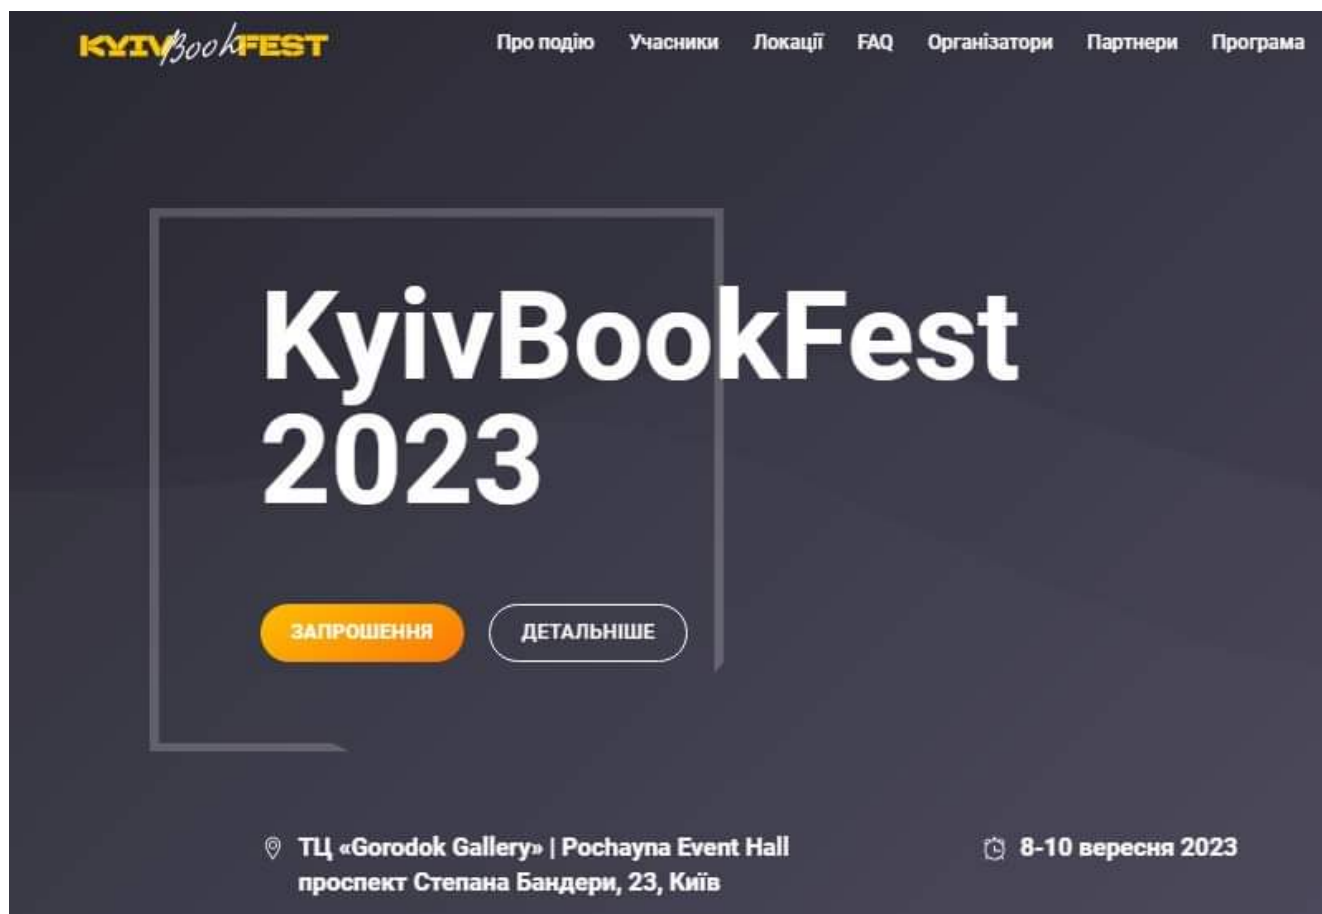 KYIVBookFEST
Про подію Учасники Локації FAQ Організатори Партнери Програма
KyivBookFest
2023
ЗАПРОШЕННЯ ДЕТАЛЬНІШЕ
ТЦ «Gorodok Gallery» | Pochayna Event Hall 8-10 вересня 2023
проспект Степана Бандери, 23, Київ